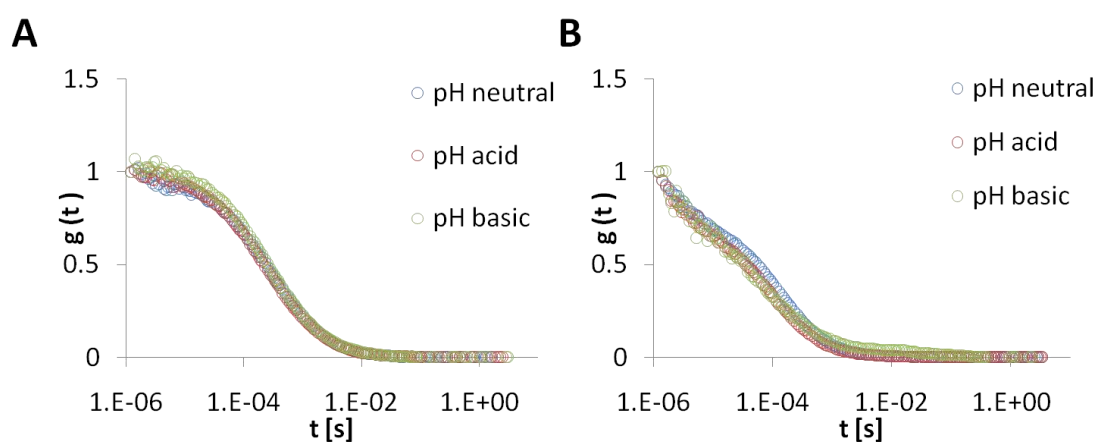 A
1.5
1
0.5
0
g (t )
1.E-06 1.E-04 1.E-02 1.E+00
t [s]
pH neutral
pH acid
pH basic
B
1.5
1
0.5
0
g (t )
1.E-06 1.E-04 1.E-02 1.E+00
t [s]
pH neutral
pH acid
pH basic